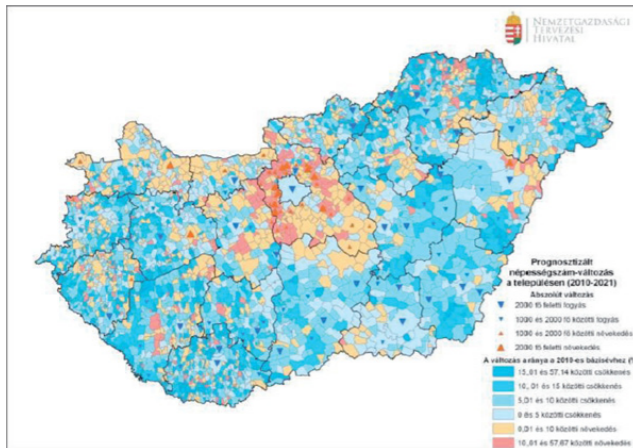 NEMZETGAZDASÁGI
TERVEZÉSI
HIVATAL
Prognosztizált
népességszám-változás
a településen (2010-2021)
Abszolút változás
2000 fő feletti fogyás
1000 és 2000 fő közötti fogyás
1000 és 2000 fő közötti növekedés
2000 fő feletti növekedés
A változás aránya a 2010-es bázisévhez (%
15,01 és 57,14 közötti csökkenés
10,01 és 15 közötti csökkenés
5,01 és 10 közötti csökkenés
0 és 5 közötti csökkenés
0,01 és 10 közötti növekedés
10,01 és 57,67 közötti növekedés